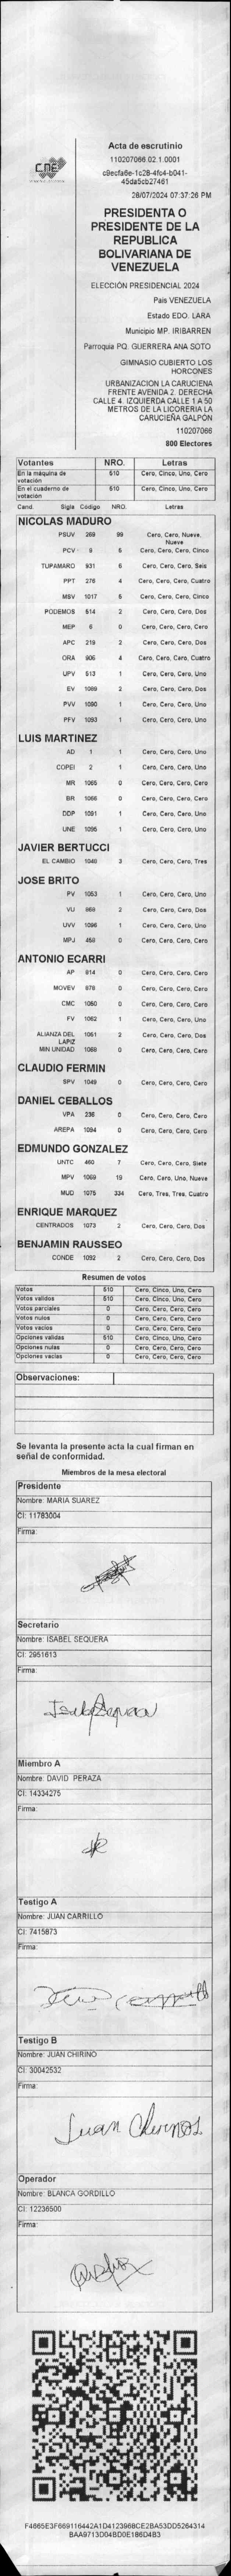 CNE
Acta de escrutinio
110207066.02.1.0001
c9ecfa6e-1c28-4fc4-b041-
45da5cb27461
28/07/2024 07:37:26 PM
PRESIDENTA O
PRESIDENTE DE LA
REPUBLICA
BOLIVARIANA DE
VENEZUELA
ELECCIÓN PRESIDENCIAL 2024
Pais VENEZUELA
Estado EDO. LARA
Municipio MP. IRIBARREN
Parroquia PQ. GUERRERA ANA SOTO
GIMNASIO CUBIERTO LOS
HORCONES
URBANIZACION LA CARUCIENA
FRENTE AVENIDA 2. DERECHA
CALLE 4. IZQUIERDA CALLE 1 A 50
METROS DE LA LICORERIA LA
CARUCIEÑA GALPÓN
110207066
800 Electores
Votantes NRO. Letras
En la máquina de votación 510 Cero, Cinco, Uno, Cero
En el cuaderno de votación 510 Cero, Cinco, Uno, Cero
Cand. Sigla Código NRO. Letras
NICOLAS MADURO
PSUV 269 99 Cero, Cero, Nueve, Nueve
PCV 8 5 Cero, Cero, Cero, Cinco
TUPAMARO 931 6 Cero, Cero, Cero, Seis
PPT 276 4 Cero, Cero, Cero, Cuatro
MSV 1017 5 Cero, Cero, Cero, Cinco
PODEMOS 514 2 Cero, Cero, Cero, Dos
MEP 6 0 Cero, Cero, Cero, Cero
APC 219 2 Cero, Cero, Cero, Dos
ORA 906 4 Cero, Cero, Cero, Cuatro
UPV 513 1 Cero, Cero, Cero, Uno
EV 1089 2 Cero, Cero, Cero, Dos
PVV 1090 1 Cero, Cero, Cero, Uno
PFV 1093 1 Cero, Cero, Cero, Uno
LUIS MARTINEZ
AD 1 1 Cero, Cero, Cero, Uno
COPEI 2 1 Cero, Cero, Cero, Uno
MR 1065 0 Cero, Cero, Cero, Cero
BR 1066 0 Cero, Cero, Cero, Cero
DDP 1091 1 Cero, Cero, Cero, Uno
UNE 1095 1 Cero, Cero, Cero, Uno
JAVIER BERTUCCI
EL CAMBIO 1040 3 Cero, Cero, Cero, Tres
JOSE BRITO
PV 1053 1 Cero, Cero, Cero, Uno
VU 969 2 Cero, Cero, Cero, Dos
UVV 1096 1 Cero, Cero, Cero, Uno
MPJ 458 0 Cero, Cero, Cero, Cero
ANTONIO ECARRI
AP 914 0 Cero, Cero, Cero, Cero
MOVEV 979 0 Cero, Cero, Cero, Cero
CMC 1050 0 Cero, Cero, Cero, Cero
FV 1062 1 Cero, Cero, Cero, Uno
ALIANZA DEL LAPIZ 1051 2 Cero, Cero, Cero, Dos
MIN UNIDAD 1068 0 Cero, Cero, Cero, Cero
CLAUDIO FERMIN
SPV 1049 0 Cero, Cero, Cero, Cero
DANIEL CEBALLOS
VPA 236 0 Cero, Cero, Cero, Cero
AREPA 1094 0 Cero, Cero, Cero, Cero
EDMUNDO GONZALEZ
UNTC 460 7 Cero, Cero, Cero, Siete
MPV 1069 19 Cero, Cero, Uno, Nueve
MUD 1075 334 Cero, Tres, Tres, Cuatro
ENRIQUE MARQUEZ
CENTRADOS 1073 2 Cero, Cero, Cero, Dos
BENJAMIN RAUSSEO
CONDE 1092 2 Cero, Cero, Cero, Dos
Resumen de votos
Votos 510 Cero, Cinco, Uno, Cero
Votos validos 510 Cero, Cinco, Uno, Cero
Votos parciales 0 Cero, Cero, Cero, Cero
Votos nulos 0 Cero, Cero, Cero, Cero
Votos vacios 0 Cero, Cero, Cero, Cero
Opciones validas 510 Cero, Cinco, Uno, Cero
Opciones nulas 0 Cero, Cero, Cero, Cero
Opciones vacias 0 Cero, Cero, Cero, Cero
Observaciones:
Se levanta la presente acta la cual firman en
señal de conformidad.
Miembros de la mesa electoral
Presidente
Nombre: MARIA SUAREZ
CI: 11783004
Firma:
Secretario
Nombre: ISABEL SEQUERA
CI: 2951613
Firma:
Miembro A
Nombre: DAVID PERAZA
CI: 14334275
Firma:
Testigo A
Nombre: JUAN CARRILLO
CI: 7415873
Firma:
Testigo B
Nombre: JUAN CHIRINO
CI: 30042532
Firma:
Juan Chirinos
Operador
Nombre: BLANCA GORDILLO
CI: 12236500
Firma:
F4665E3F669116442A1D4123968CE2BA53DD5264314
BAA9713D04BD0E186D4B3